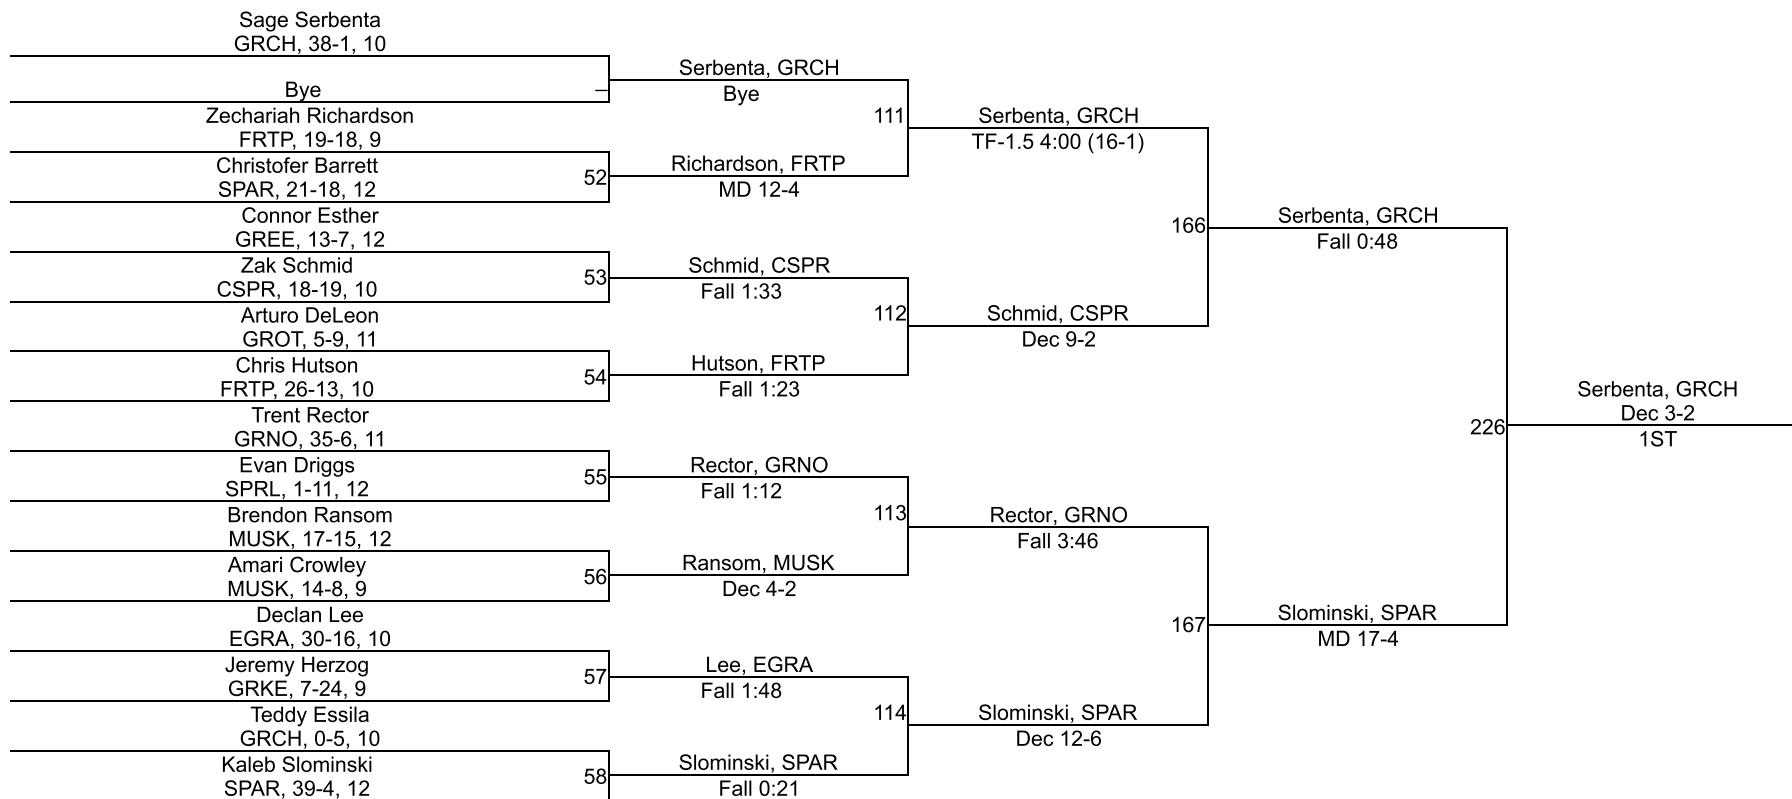 Sage Serbenta
GRCH, 38-1, 10
Bye
–
Zechariah Richardson
FRTP, 19-18, 9
Christofer Barrett
SPAR, 21-18, 12
52
Connor Esther
GREE, 13-7, 12
Zak Schmid
CSPR, 18-19, 10
53
Arturo DeLeon
GROT, 5-9, 11
Chris Hutson
FRTP, 26-13, 10
54
Trent Rector
GRNO, 35-6, 11
Evan Driggs
SPRL, 1-11, 12
55
Brendon Ransom
MUSK, 17-15, 12
Amari Crowley
MUSK, 14-8, 9
56
Declan Lee
EGRA, 30-16, 10
Jeremy Herzog
GRKE, 7-24, 9
57
Teddy Essila
GRCH, 0-5, 10
Kaleb Slominski
SPAR, 39-4, 12
58
Serbenta, GRCH
Bye
111
Richardson, FRTP
MD 12-4
Schmid, CSPR
Fall 1:33
112
Hutson, FRTP
Fall 1:23
Rector, GRNO
Fall 1:12
113
Ransom, MUSK
Dec 4-2
Lee, EGRA
Fall 1:48
114
Slominski, SPAR
Fall 0:21
Serbenta, GRCH
TF-1.5 4:00 (16-1)
166
Schmid, CSPR
Dec 9-2
Rector, GRNO
Fall 3:46
167
Slominski, SPAR
Dec 12-6
Serbenta, GRCH
Fall 0:48
226
Slominski, SPAR
MD 17-4
Serbenta, GRCH
Dec 3-2
1ST